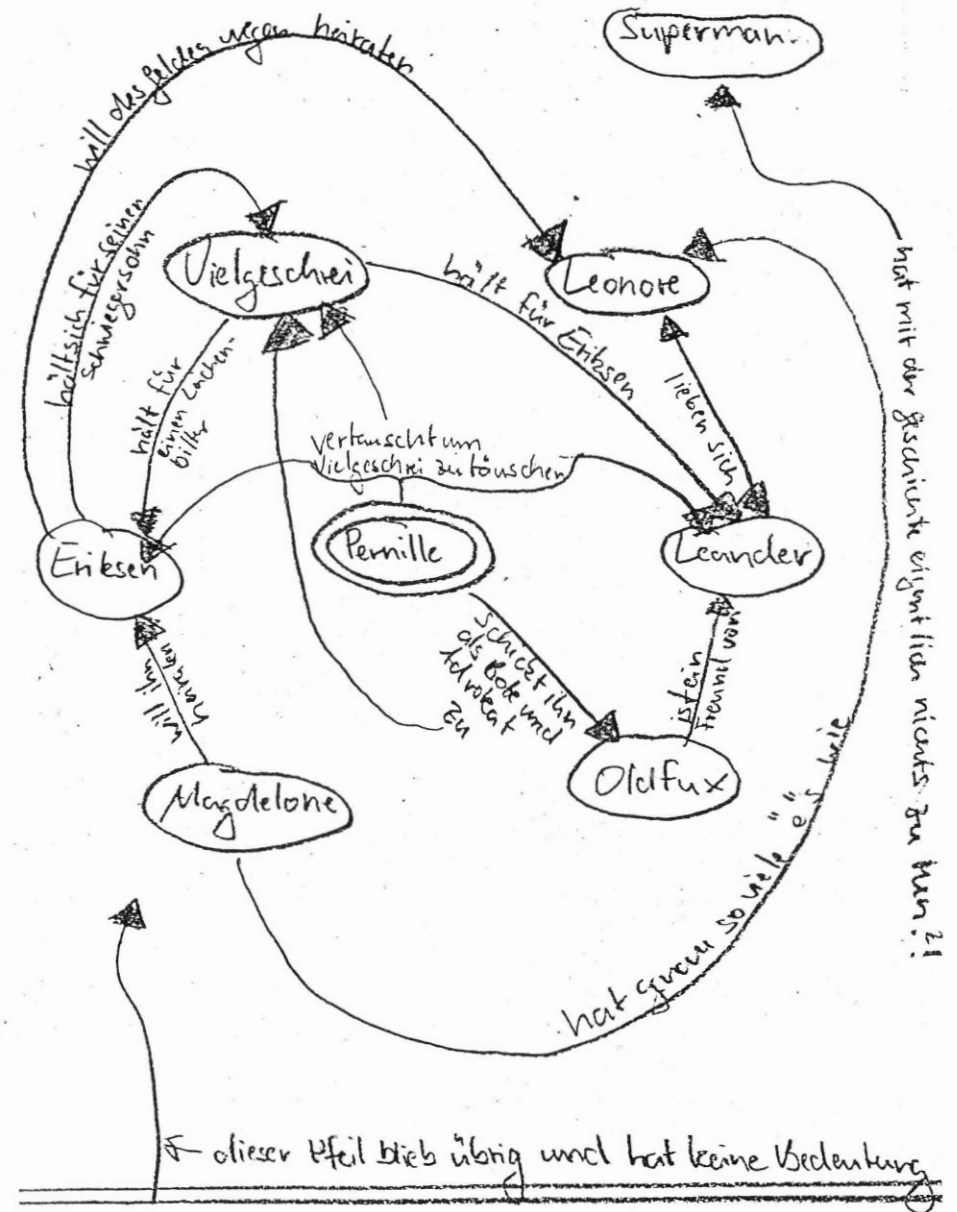 will des geldes wegen heiraten
Superman
hält sich für seinen
schwiegersohn
Vielgeschrei
hält für Eriksen
Leonore
hat mit der geschichte eigentlich nichts zu tun?!
hält für
einen Lachen-
bilker
lieben sich
vertauscht um
Vielgeschrei zu täuschen
Eriksen
Pernille
Leander
will ihn
heiraten
schickt ihn
als Bote und
Advokat
zu
ist ein
freund von
Magdelone
Oldfux
hat genau so viele "e"s wie
← dieser Pfeil blieb übrig und hat keine Bedeutung